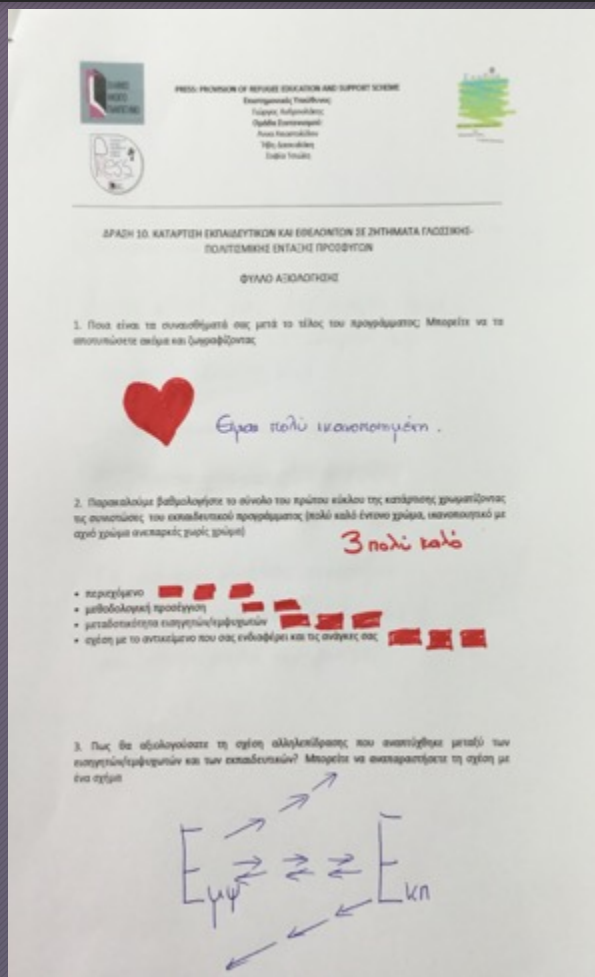 PRESS: PROVISION OF REFUGEE EDUCATION AND SUPPORT SCHEME
Επιστημονικός Υπεύθυνος
Γιώργος Ανδρουλάκης
Ομάδα Συντονισμού
Σοφία Τσιώλη
PRESS
ΔΡΑΣΗ 10. ΚΑΤΑΡΤΙΣΗ ΕΚΠΑΙΔΕΥΤΙΚΩΝ ΚΑΙ ΕΘΕΛΟΝΤΩΝ ΣΕ ΖΗΤΗΜΑΤΑ ΓΛΩΣΣΙΚΗΣ-
ΠΟΛΙΤΙΣΜΙΚΗΣ ΕΝΤΑΞΗΣ ΠΡΟΣΦΥΓΩΝ
ΦΥΛΛΟ ΑΞΙΟΛΟΓΗΣΗΣ
1. Ποια είναι τα συναισθήματά σας μετά το τέλος του προγράμματος; Μπορείτε να τα
αποτυπώσετε ακόμα και ζωγραφίζοντας
Είμαι πολύ ικανοποιημένη.
2. Παρακαλούμε βαθμολογήστε το σύνολο του πρώτου κύκλου της κατάρτισης χρωματίζοντας
τις συνιστώσες του εκπαιδευτικού προγράμματος (πολύ καλό έντονο χρώμα, ικανοποιητικό με
αχνό χρώμα ανεπαρκές χωρίς χρώμα)
3 πολύ καλό
• περιεχόμενο
• μεθοδολογική προσέγγιση
• μεταδοτικότητα εισηγητών/εμψυχωτών
• σχέση με το αντικείμενο που σας ενδιαφέρει και τις ανάγκες σας
3. Πως θα αξιολογούσατε τη σχέση αλληλεπίδρασης που αναπτύχθηκε μεταξύ των
εισηγητών/εμψυχωτών και των εκπαιδευτικών? Μπορείτε να αναπαραστήσετε τη σχέση με
ένα σχήμα
Εμψ Εκπ